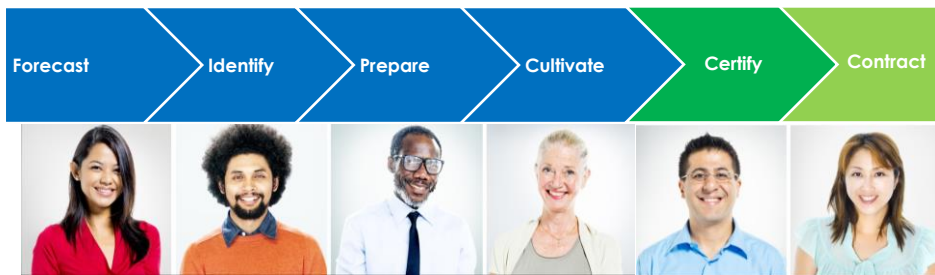 Forecast
Identify
Prepare
Cultivate
Certify
Contract